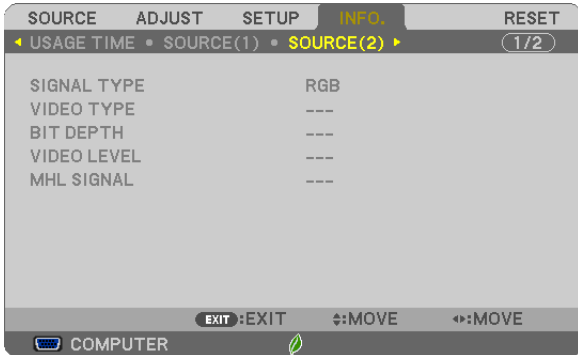 SOURCE ADJUST SETUP INFO. RESET
USAGE TIME • SOURCE(1) • SOURCE(2) 1/2
SIGNAL TYPE RGB
VIDEO TYPE ---
BIT DEPTH ---
VIDEO LEVEL ---
MHL SIGNAL ---
EXIT :EXIT :MOVE :MOVE
COMPUTER